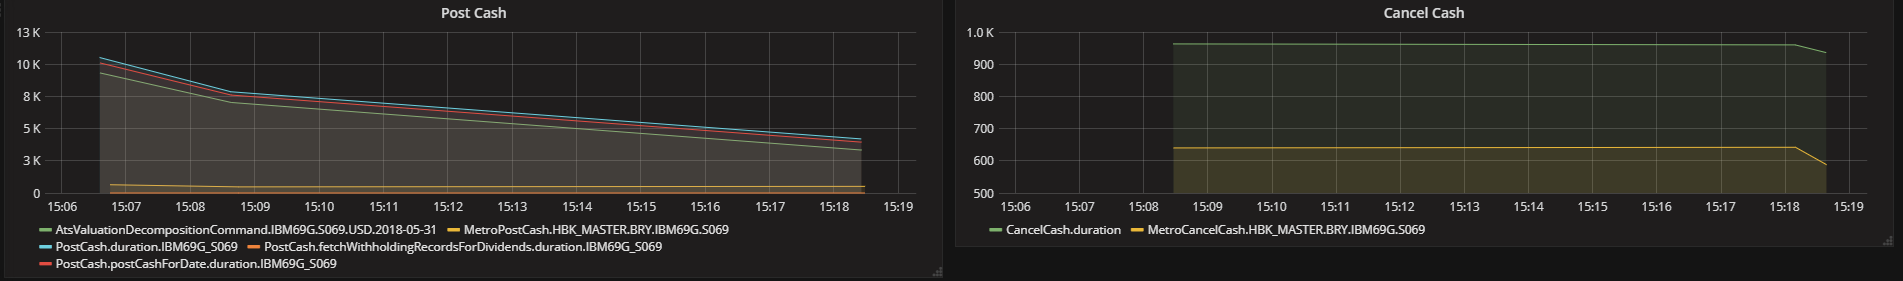 Post Cash
13 K
10 K
8 K
5 K
3 K
0
15:06 15:07 15:08 15:09 15:10 15:11 15:12 15:13 15:14 15:15 15:16 15:17 15:18 15:19
AtsValuationDecompositionCommand.IBM69G.S069.USD.2018-05-31 MetroPostCash.HBK_MASTER.BRY.IBM69G.S069
PostCash.duration.IBM69G_S069 PostCash.fetchWithholdingRecordsForDividends.duration.IBM69G_S069
PostCash.postCashForDate.duration.IBM69G_S069
Cancel Cash
1.0 K
900
800
700
600
500
15:06 15:07 15:08 15:09 15:10 15:11 15:12 15:13 15:14 15:15 15:16 15:17 15:18 15:19
CancelCash.duration MetroCancelCash.HBK_MASTER.BRY.IBM69G.S069